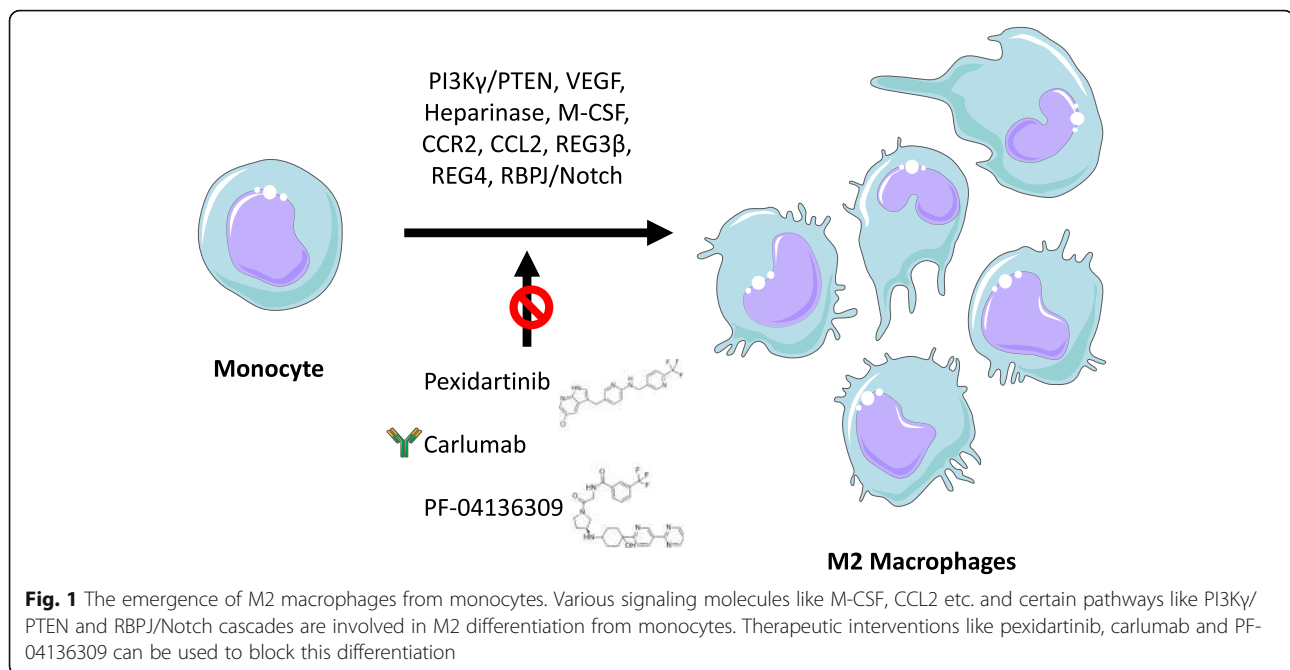 PI3Kγ/PTEN, VEGF,
Heparinase, M-CSF,
CCR2, CCL2, REG3β,
REG4, RBPJ/Notch
Monocyte
Pexidartinib
Carlumab
PF-04136309
M2 Macrophages
Fig. 1 The emergence of M2 macrophages from monocytes. Various signaling molecules like M-CSF, CCL2 etc. and certain pathways like PI3Kγ/
PTEN and RBPJ/Notch cascades are involved in M2 differentiation from monocytes. Therapeutic interventions like pexidartinib, carlumab and PF-
04136309 can be used to block this differentiation